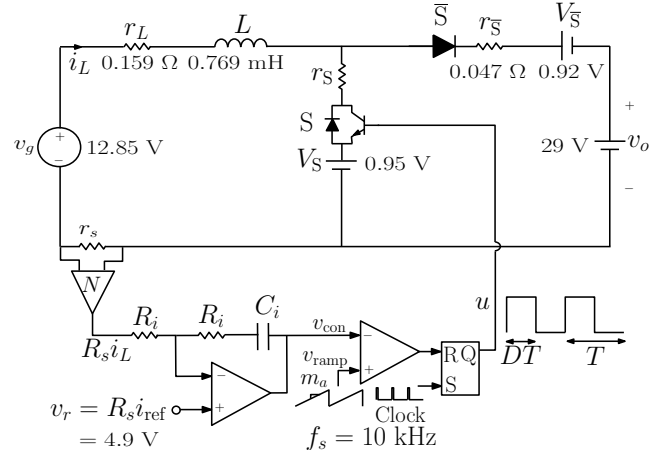 S̅ r_S̅ V_S̅
r_L L
i_L 0.159 Ω 0.769 mH
0.047 Ω 0.92 V
r_S
S
v_g + − 12.85 V
V_S 0.95 V
+
29 V v_o
−
r_s
N
R_s i_L
R_i R_i C_i
v_con −
v_ramp +
m_a
− +
v_r = R_s i_ref
= 4.9 V
R Q
S
Clock
f_s = 10 kHz
u
DT T